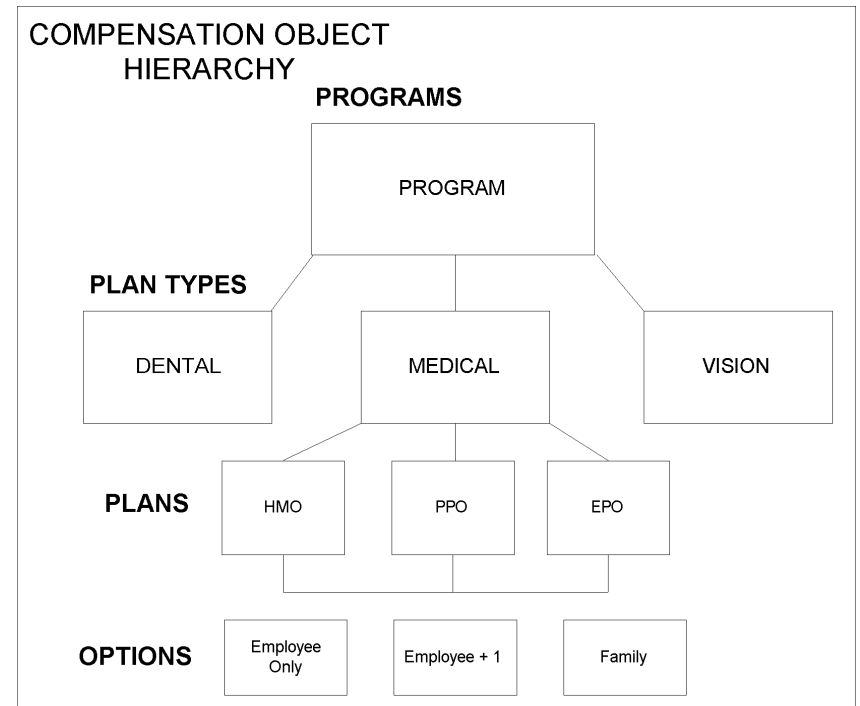 COMPENSATION OBJECT
HIERARCHY
PROGRAMS
PROGRAM
PLAN TYPES
DENTAL
MEDICAL
VISION
PLANS
HMO
PPO
EPO
OPTIONS
Employee
Only
Employee + 1
Family